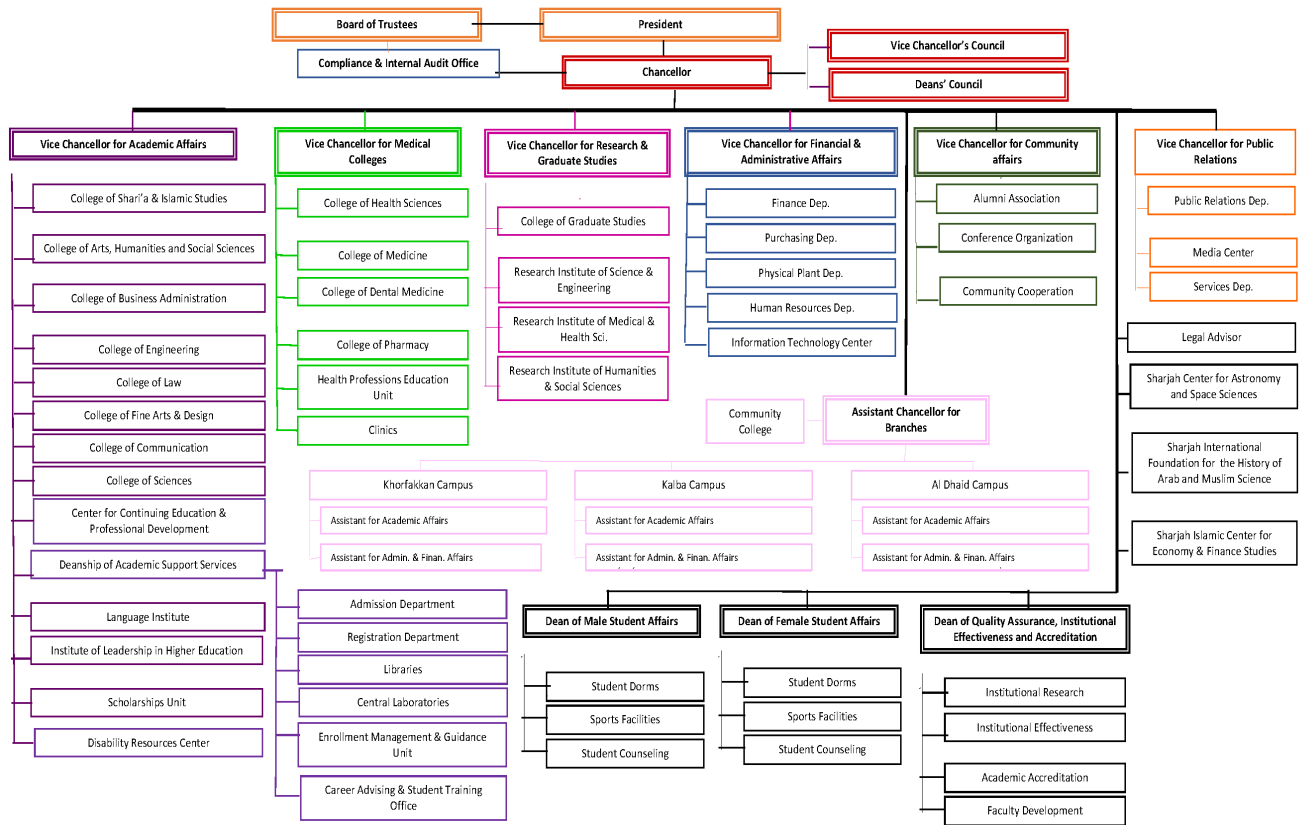 Board of Trustees
President
Compliance & Internal Audit Office
Chancellor
Vice Chancellor's Council
Deans' Council
Vice Chancellor for Academic Affairs
College of Shari'a & Islamic Studies
College of Arts, Humanities and Social Sciences
College of Business Administration
College of Engineering
College of Law
College of Fine Arts & Design
College of Communication
College of Sciences
Center for Continuing Education &
Professional Development
Deanship of Academic Support Services
Language Institute
Institute of Leadership in Higher Education
Scholarships Unit
Disability Resources Center
Admission Department
Registration Department
Libraries
Central Laboratories
Enrollment Management & Guidance
Unit
Career Advising & Student Training
Office
Vice Chancellor for Medical
Colleges
College of Health Sciences
College of Medicine
College of Dental Medicine
College of Pharmacy
Health Professions Education
Unit
Clinics
Vice Chancellor for Research &
Graduate Studies
College of Graduate Studies
Research Institute of Science &
Engineering
Research Institute of Medical &
Health Sci.
Research Institute of Humanities
& Social Sciences
Vice Chancellor for Financial &
Administrative Affairs
Finance Dep.
Purchasing Dep.
Physical Plant Dep.
Human Resources Dep.
Information Technology Center
Vice Chancellor for Community
affairs
Alumni Association
Conference Organization
Community Cooperation
Vice Chancellor for Public
Relations
Public Relations Dep.
Media Center
Services Dep.
Legal Advisor
Sharjah Center for Astronomy
and Space Sciences
Sharjah International
Foundation for the History of
Arab and Muslim Science
Sharjah Islamic Center for
Economy & Finance Studies
Community
College
Assistant Chancellor for
Branches
Khorfakkan Campus
Assistant for Academic Affairs
Assistant for Admin. & Finan. Affairs
Kalba Campus
Assistant for Academic Affairs
Assistant for Admin. & Finan. Affairs
Al Dhaid Campus
Assistant for Academic Affairs
Assistant for Admin. & Finan. Affairs
Dean of Male Student Affairs
Student Dorms
Sports Facilities
Student Counseling
Dean of Female Student Affairs
Student Dorms
Sports Facilities
Student Counseling
Dean of Quality Assurance, Institutional
Effectiveness and Accreditation
Institutional Research
Institutional Effectiveness
Academic Accreditation
Faculty Development